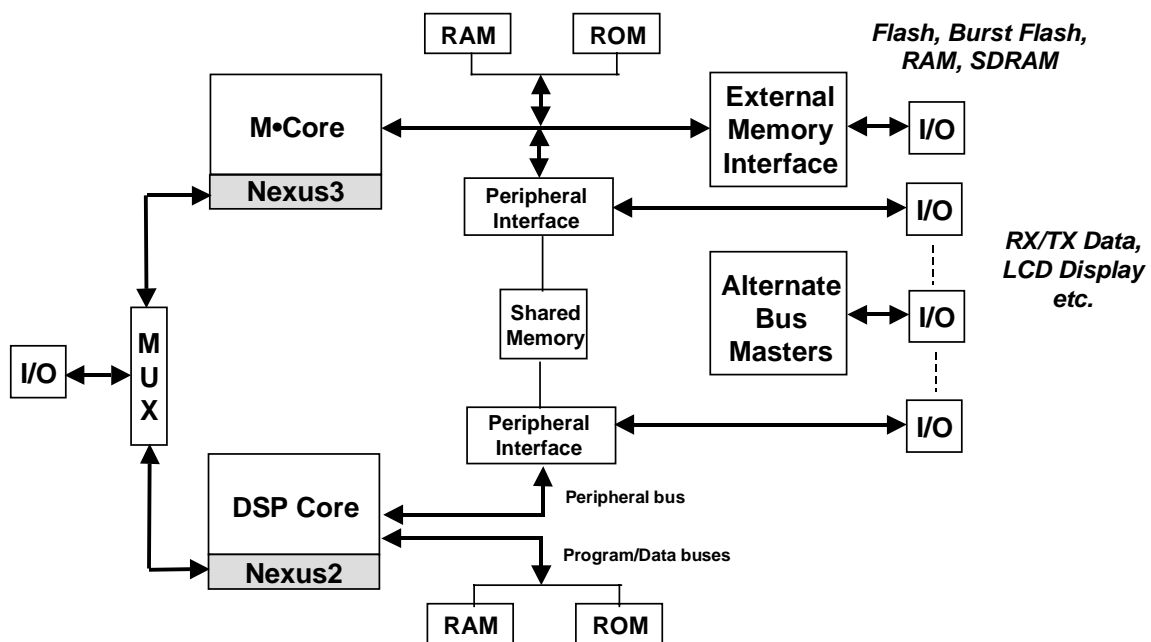 RAM
ROM
Flash, Burst Flash,
RAM, SDRAM
M•Core
Nexus3
External
Memory
Interface
I/O
Peripheral
Interface
I/O
RX/TX Data,
LCD Display
etc.
Shared
Memory
Alternate
Bus
Masters
I/O
I/O
M
U
X
Peripheral
Interface
I/O
DSP Core
Nexus2
Peripheral bus
Program/Data buses
RAM
ROM